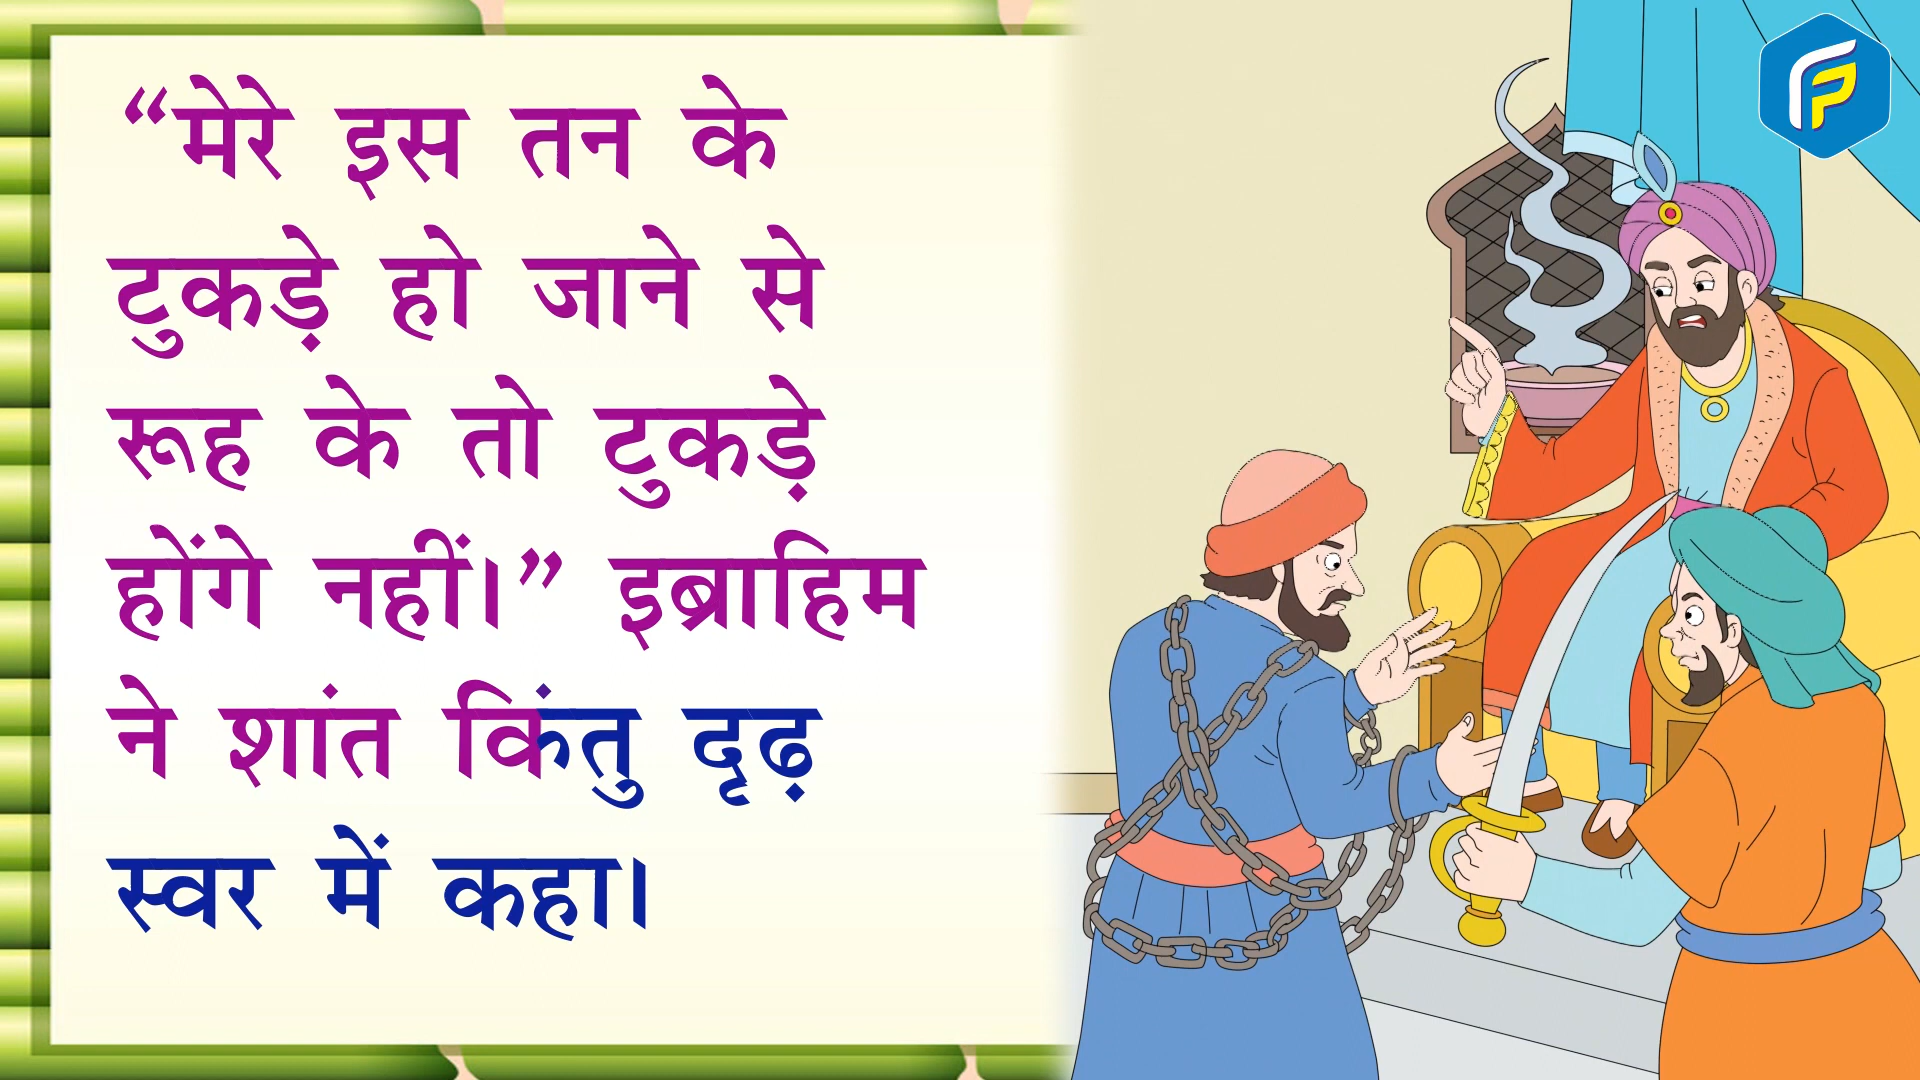 “मेरे इस तन के
टुकड़े हो जाने से
रूह के तो टुकड़े
होंगे नहीं।” इब्राहिम
ने शांत किंतु दृढ़
स्वर में कहा।